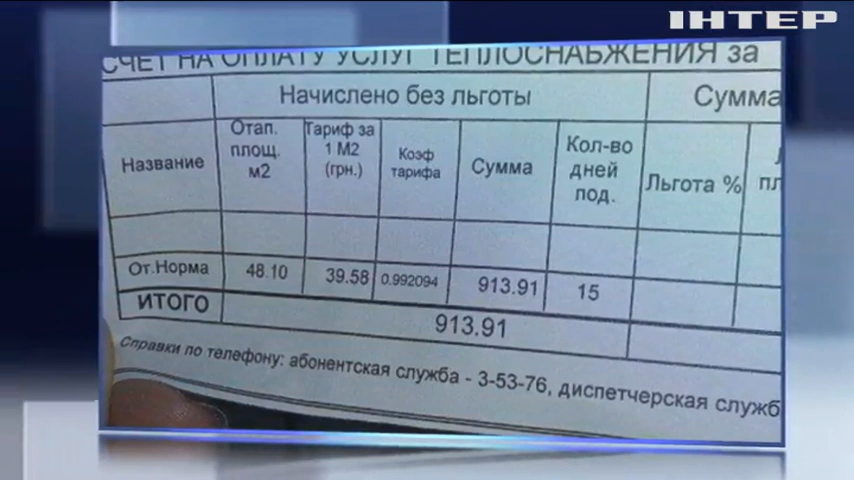 ІНТЕР
СЧЕТ НА ОПЛАТУ УСЛУГ ТЕПЛОСНАБЖЕНИЯ за
Начислено без льготы
Сумма
Название
Отап. площ. м2
Тариф за 1 М2 (грн.)
Коэф тарифа
Сумма
Кол-во дней под.
Льгота %
От.Норма 48.10 39.58 0.992094 913.91 15
ИТОГО 913.91
Справки по телефону: абонентская служба - 3-53-76, диспетчерская служб